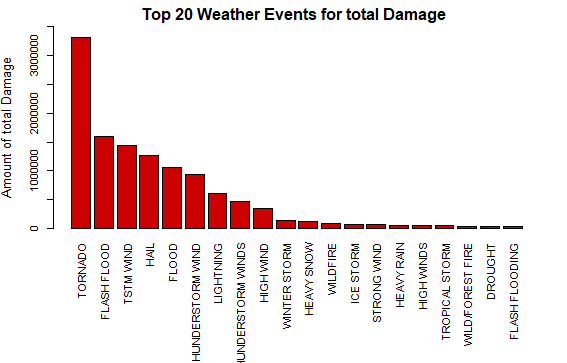 Top 20 Weather Events for total Damage
Amount of total Damage
3000000
2000000
1000000
0
TORNADO
FLASH FLOOD
TSTM WIND
HAIL
FLOOD
HUNDERSTORM WIND
LIGHTNING
HUNDERSTORM WINDS
HIGH WIND
WINTER STORM
HEAVY SNOW
WILDFIRE
ICE STORM
STRONG WIND
HEAVY RAIN
HIGH WINDS
TROPICAL STORM
WILD/FOREST FIRE
DROUGHT
FLASH FLOODING